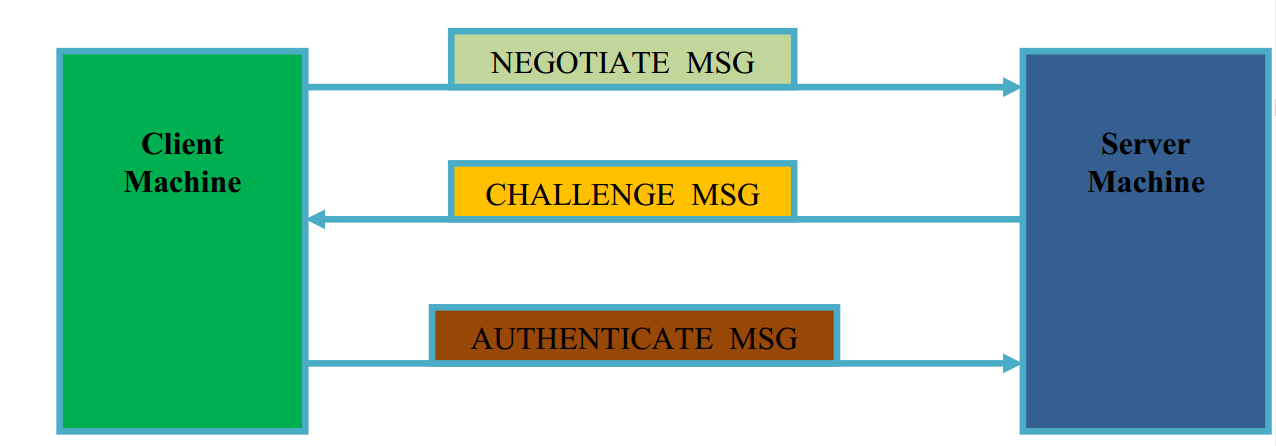 NEGOTIATE MSG
Client
Machine
Server
Machine
CHALLENGE MSG
AUTHENTICATE MSG